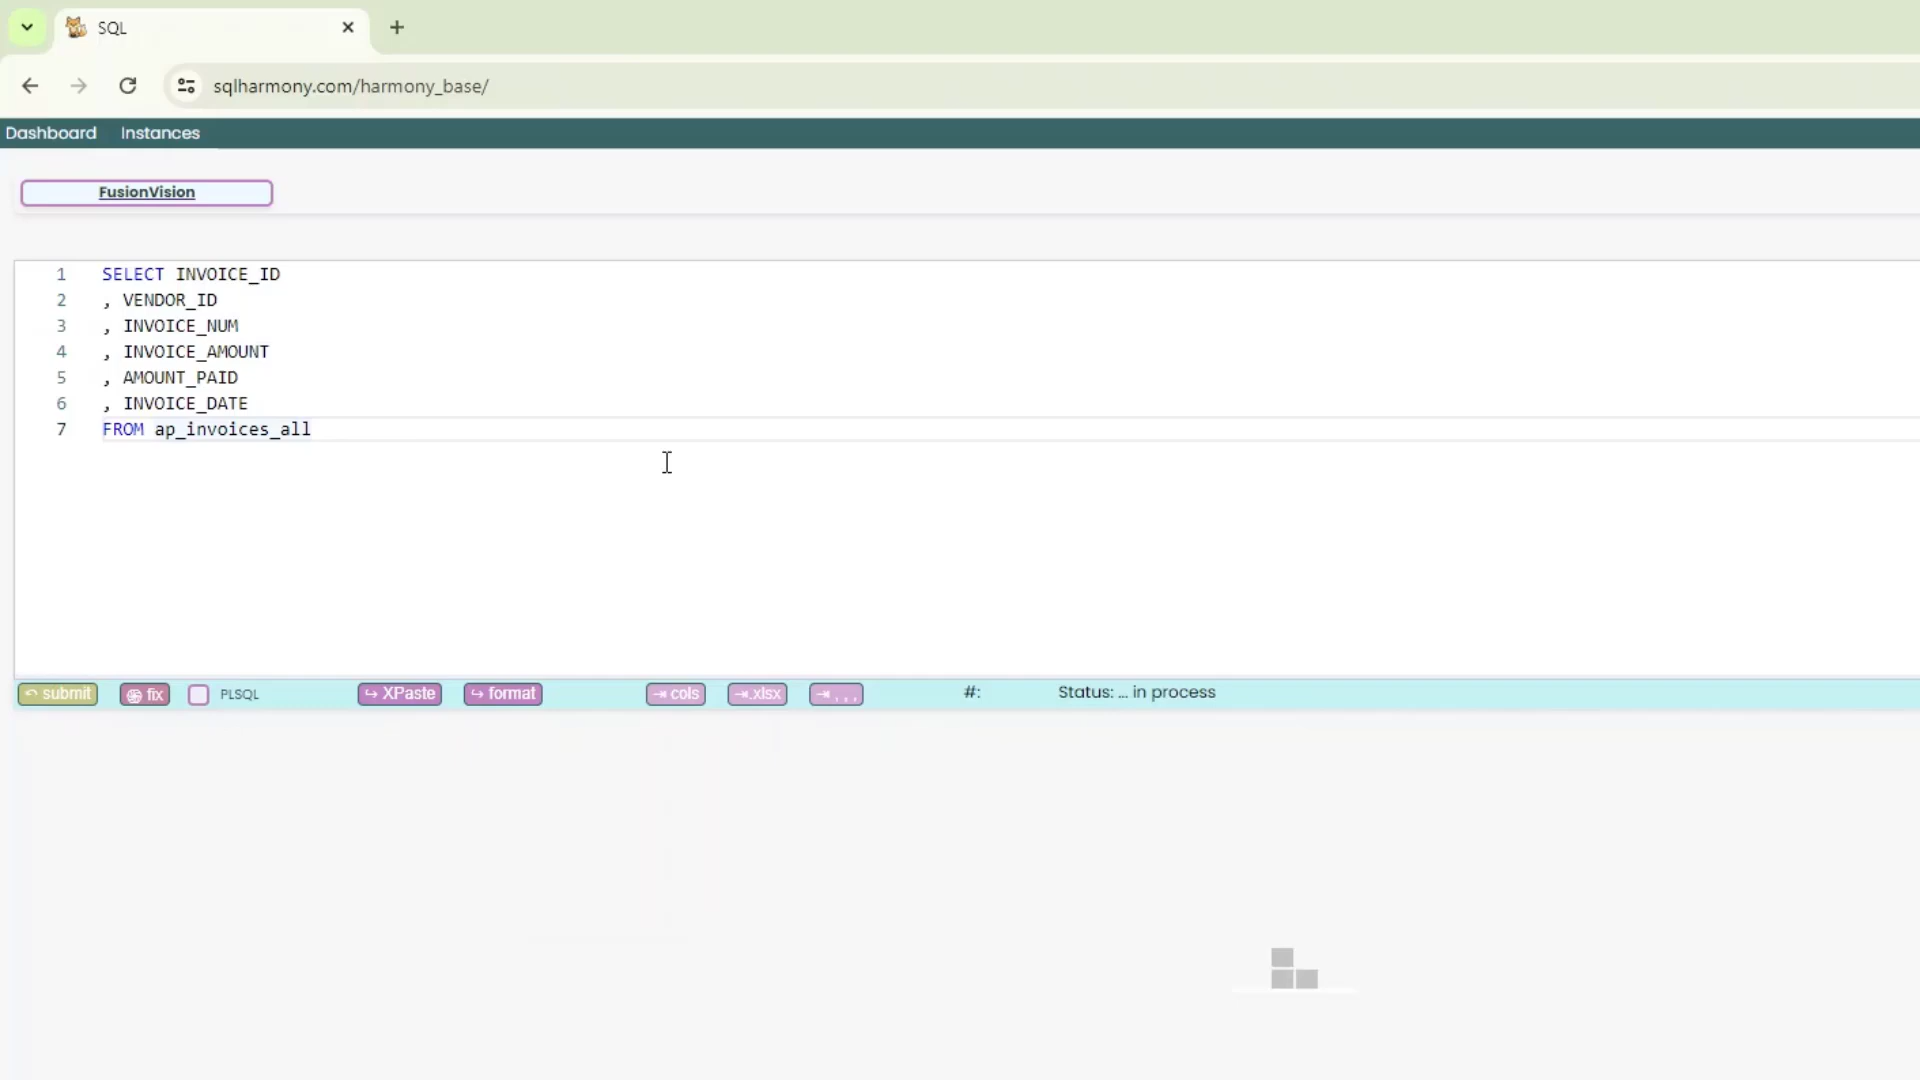 SQL
sqlharmony.com/harmony_base/
Dashboard Instances
FusionVision
1 SELECT INVOICE_ID
2 , VENDOR_ID
3 , INVOICE_NUM
4 , INVOICE_AMOUNT
5 , AMOUNT_PAID
6 , INVOICE_DATE
7 FROM ap_invoices_all
submit fix PLSQL XPaste format cols .xlsx , , , #: Status: ... in process